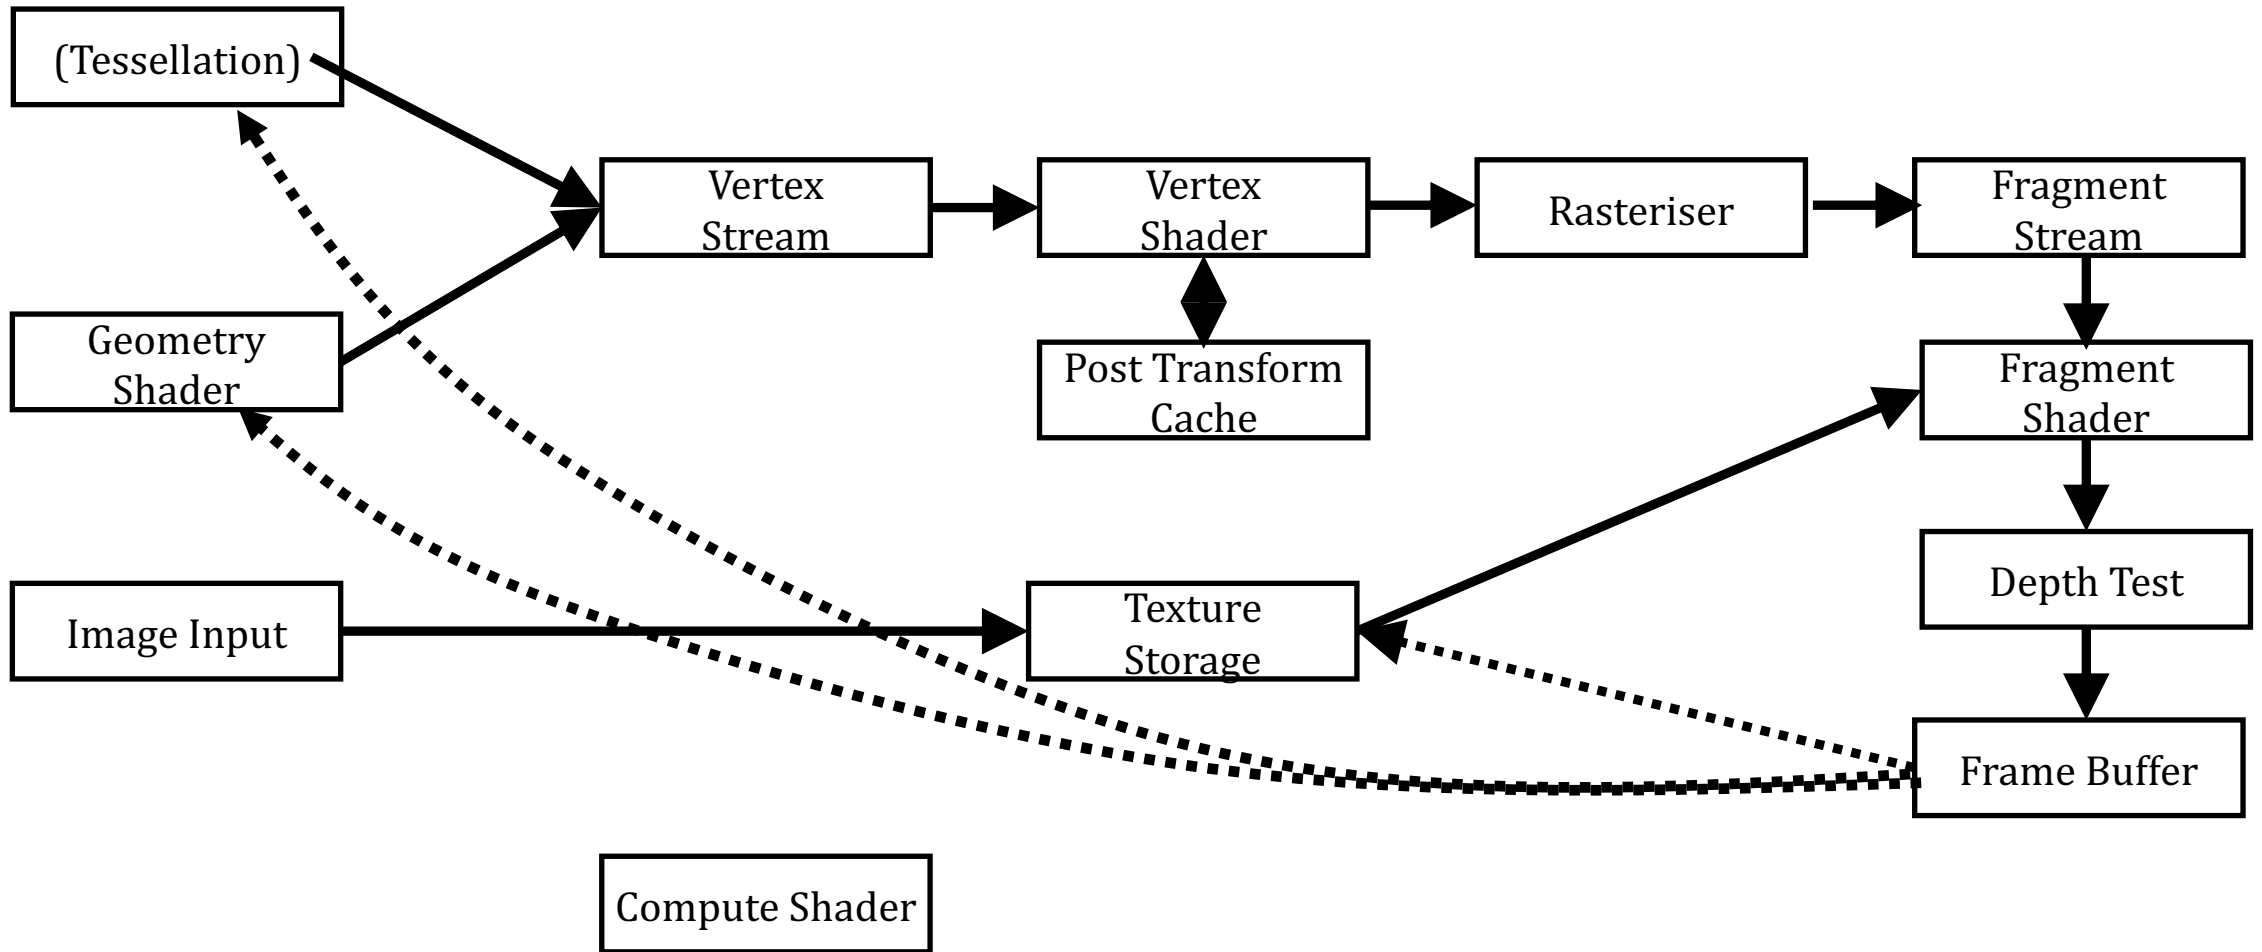 (Tessellation)
Vertex
Stream
Vertex
Shader
Rasteriser
Fragment
Stream
Geometry
Shader
Post Transform
Cache
Fragment
Shader
Image Input
Texture
Storage
Depth Test
Frame Buffer
Compute Shader